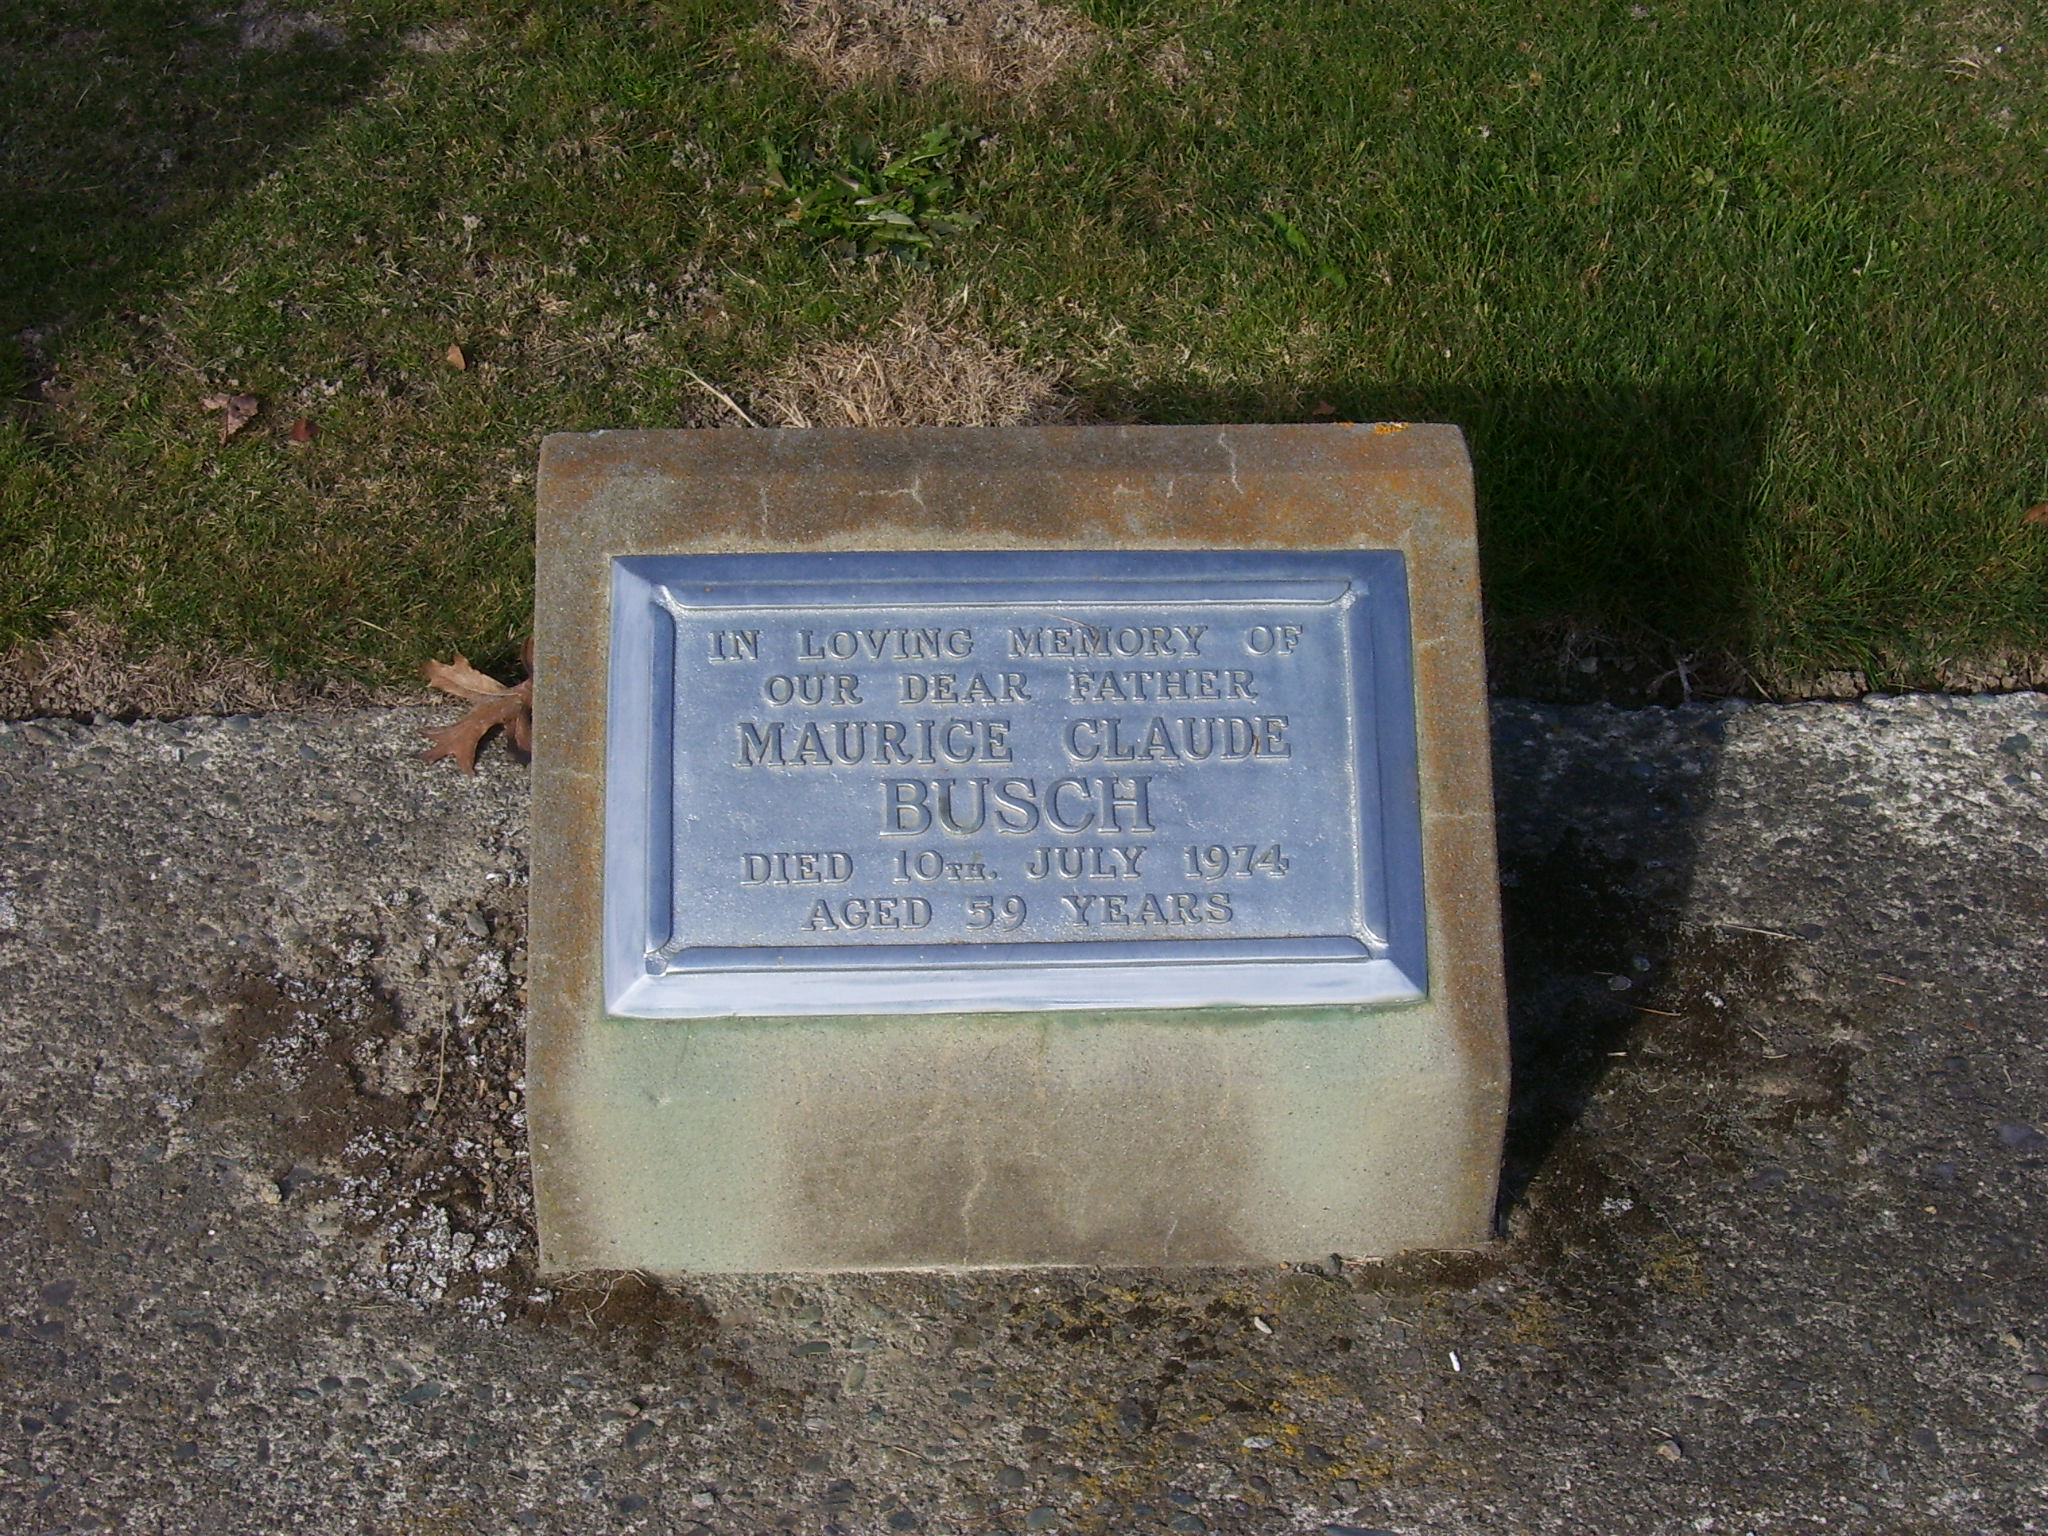 IN LOVING MEMORY OF
OUR DEAR FATHER
MAURICE CLAUDE
BUSCH
DIED 10TH. JULY 1974
AGED 59 YEARS